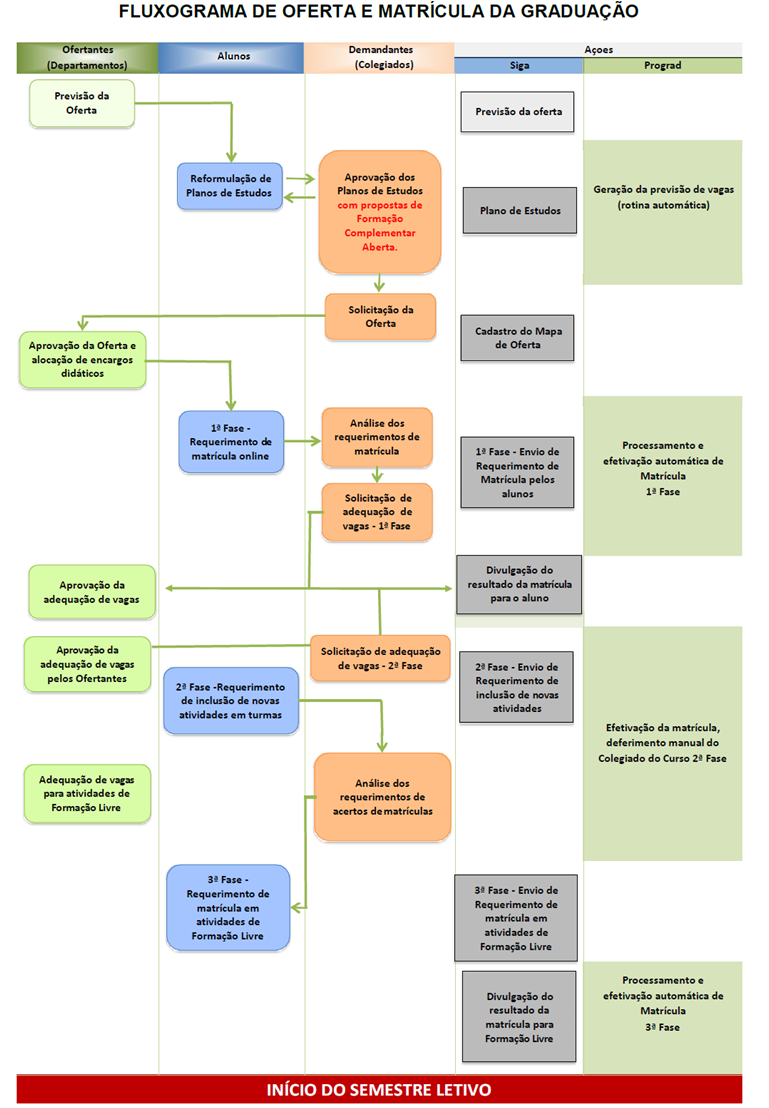 FLUXOGRAMA DE OFERTA E MATRÍCULA DA GRADUAÇÃO
Ofertantes
(Departamentos)
Alunos
Demandantes
(Colegiados)
Açoes
Siga
Prograd
Previsão da
Oferta
Previsão da oferta
Reformulação de
Planos de Estudos
Aprovação dos
Planos de Estudos
com propostas de
Formação
Complementar
Aberta.
Plano de Estudos
Geração da previsão de vagas
(rotina automática)
Solicitação da
Oferta
Cadastro do Mapa
de Oferta
Aprovação da Oferta e
alocação de encargos
didáticos
1ª Fase -
Requerimento de
matrícula online
Análise dos
requerimentos de
matrícula
1ª Fase - Envio de
Requerimento de
Matrícula pelos
alunos
Processamento e
efetivação automática de
Matrícula
1ª Fase
Solicitação de
adequação de
vagas - 1ª Fase
Aprovação da
adequação de vagas
Divulgação do
resultado da matrícula
para o aluno
Aprovação da
adequação de vagas
pelos Ofertantes
Solicitação de adequação
de vagas - 2ª Fase
2ª Fase -Requerimento
de inclusão de novas
atividades em turmas
2ª Fase - Envio de
Requerimento de
inclusão de novas
atividades
Efetivação da matrícula,
deferimento manual do
Colegiado do Curso 2ª Fase
Adequação de vagas
para atividades de
Formação Livre
Análise dos
requerimentos de
acertos de matrículas
3ª Fase -
Requerimento de
matrícula em
atividades de
Formação Livre
3ª Fase - Envio de
Requerimento de
matrícula em
atividades de
Formação Livre
Divulgação do
resultado da
matrícula para
Formação Livre
Processamento e
efetivação automática de
Matrícula
3ª Fase
INÍCIO DO SEMESTRE LETIVO